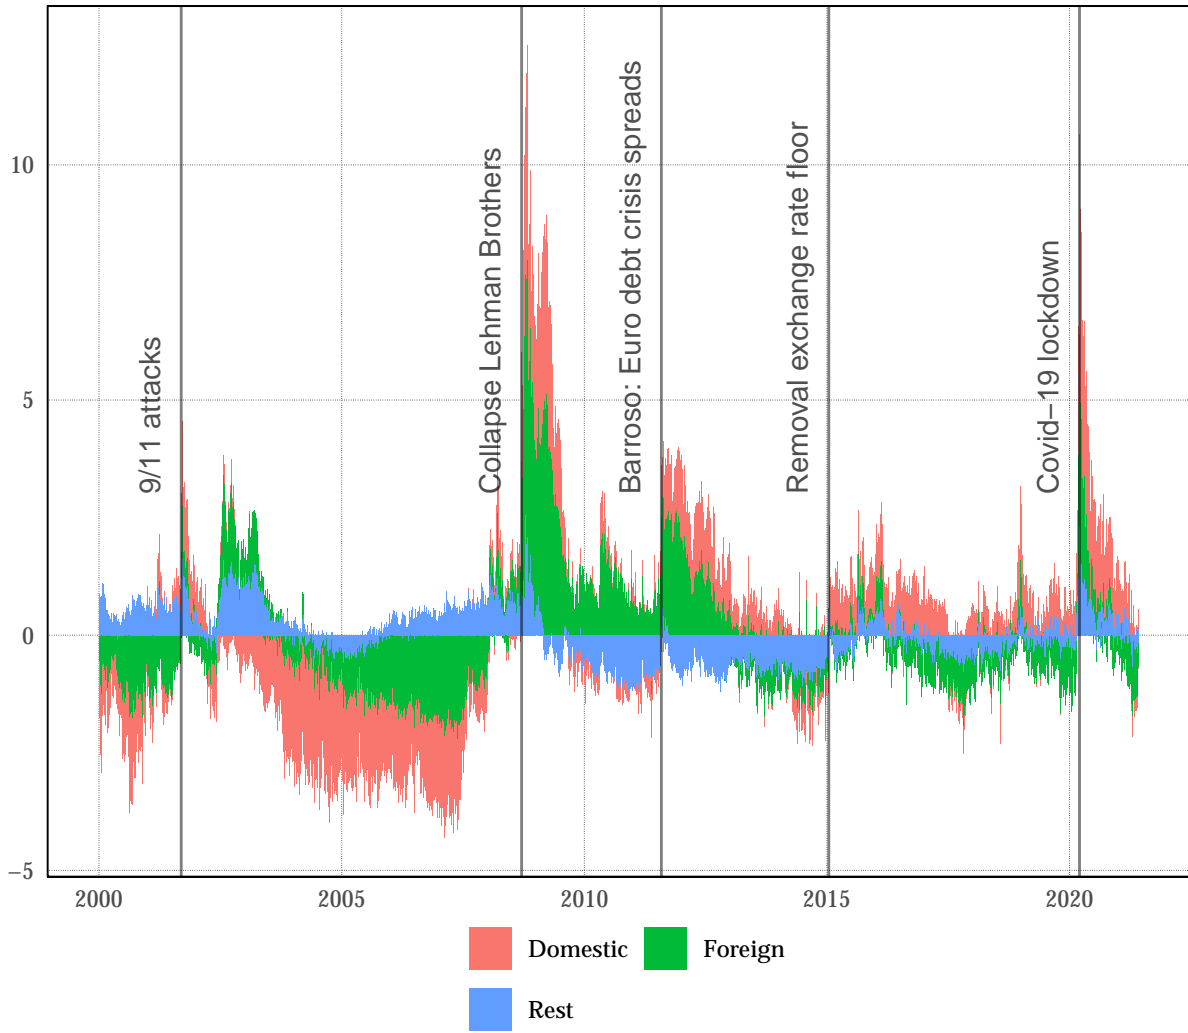 10
5
0
−5
9/11 attacks
Collapse Lehman Brothers
Barroso: Euro debt crisis spreads
Removal exchange rate floor
Covid−19 lockdown
2000 2005 2010 2015 2020
Domestic Foreign
Rest